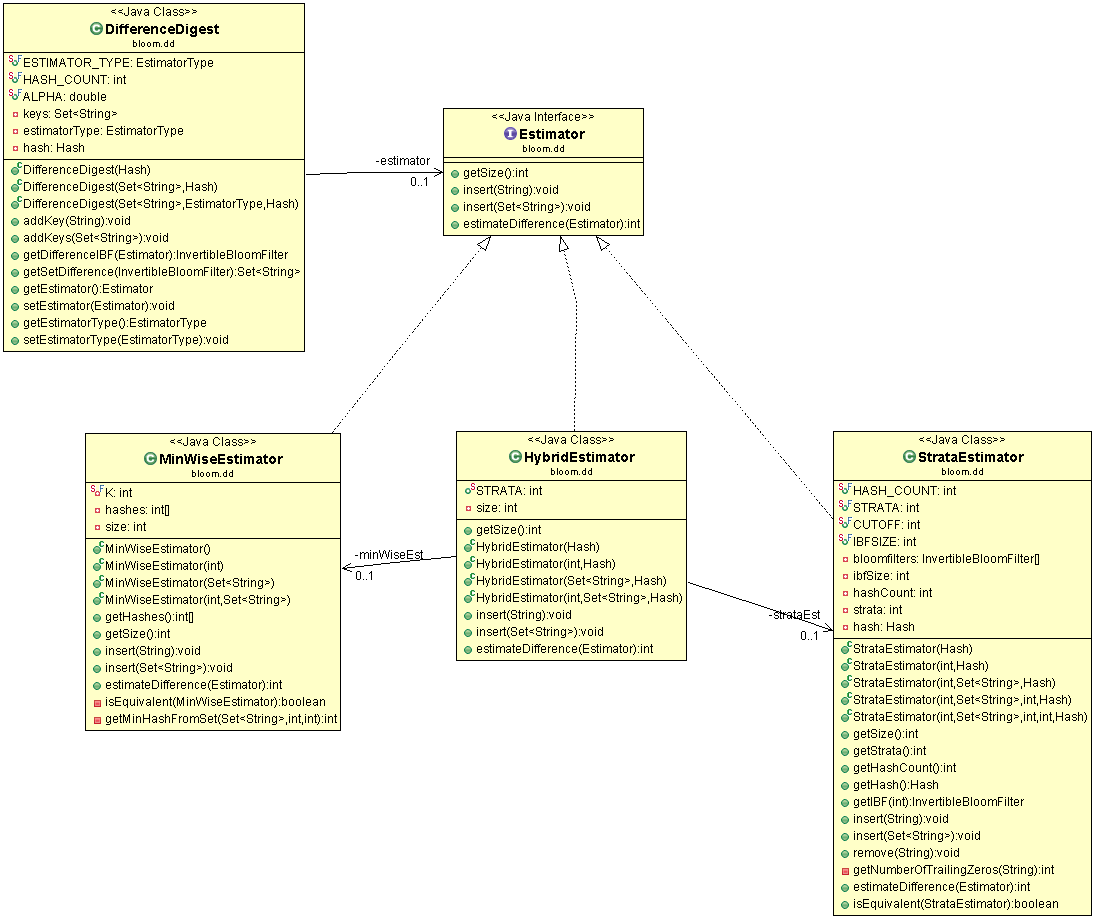 <<Java Class>>
DifferenceDigest
bloom.dd
ESTIMATOR_TYPE: EstimatorType
HASH_COUNT: int
ALPHA: double
keys: Set<String>
estimatorType: EstimatorType
hash: Hash
DifferenceDigest(Hash)
DifferenceDigest(Set<String>,Hash)
DifferenceDigest(Set<String>,EstimatorType,Hash)
addKey(String):void
addKeys(Set<String>):void
getDifferenceIBF(Estimator):InvertibleBloomFilter
getSetDifference(InvertibleBloomFilter):Set<String>
getEstimator():Estimator
setEstimator(Estimator):void
getEstimatorType():EstimatorType
setEstimatorType(EstimatorType):void
-estimator
0..1
<<Java Interface>>
Estimator
bloom.dd
getSize():int
insert(String):void
insert(Set<String>):void
estimateDifference(Estimator):int
<<Java Class>>
MinWiseEstimator
bloom.dd
K: int
hashes: int[]
size: int
MinWiseEstimator()
MinWiseEstimator(int)
MinWiseEstimator(Set<String>)
MinWiseEstimator(int,Set<String>)
getHashes():int[]
getSize():int
insert(String):void
insert(Set<String>):void
estimateDifference(Estimator):int
isEquivalent(MinWiseEstimator):boolean
getMinHashFromSet(Set<String>,int,int):int
-minWiseEst
0..1
<<Java Class>>
HybridEstimator
bloom.dd
STRATA: int
size: int
getSize():int
HybridEstimator(Hash)
HybridEstimator(int,Hash)
HybridEstimator(Set<String>,Hash)
HybridEstimator(int,Set<String>,Hash)
insert(String):void
insert(Set<String>):void
estimateDifference(Estimator):int
-strataEst
0..1
<<Java Class>>
StrataEstimator
bloom.dd
HASH_COUNT: int
STRATA: int
CUTOFF: int
IBFSIZE: int
bloomfilters: InvertibleBloomFilter[]
ibfSize: int
hashCount: int
strata: int
hash: Hash
StrataEstimator(Hash)
StrataEstimator(int,Hash)
StrataEstimator(int,Set<String>,Hash)
StrataEstimator(int,Set<String>,int,Hash)
StrataEstimator(int,Set<String>,int,int,Hash)
getSize():int
getStrata():int
getHashCount():int
getHash():Hash
getIBF(int):InvertibleBloomFilter
insert(String):void
insert(Set<String>):void
remove(String):void
getNumberOfTrailingZeros(String):int
estimateDifference(Estimator):int
isEquivalent(StrataEstimator):boolean